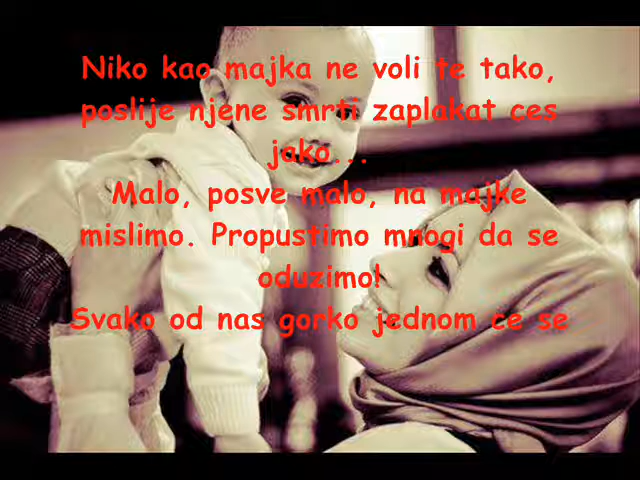 Niko kao majka ne voli te tako,
poslije njene smrti zaplakat ces
jako...
Malo, posve malo, na majke
mislimo. Propustimo mnogi da se
oduzimo!
Svako od nas gorko jednom ce se